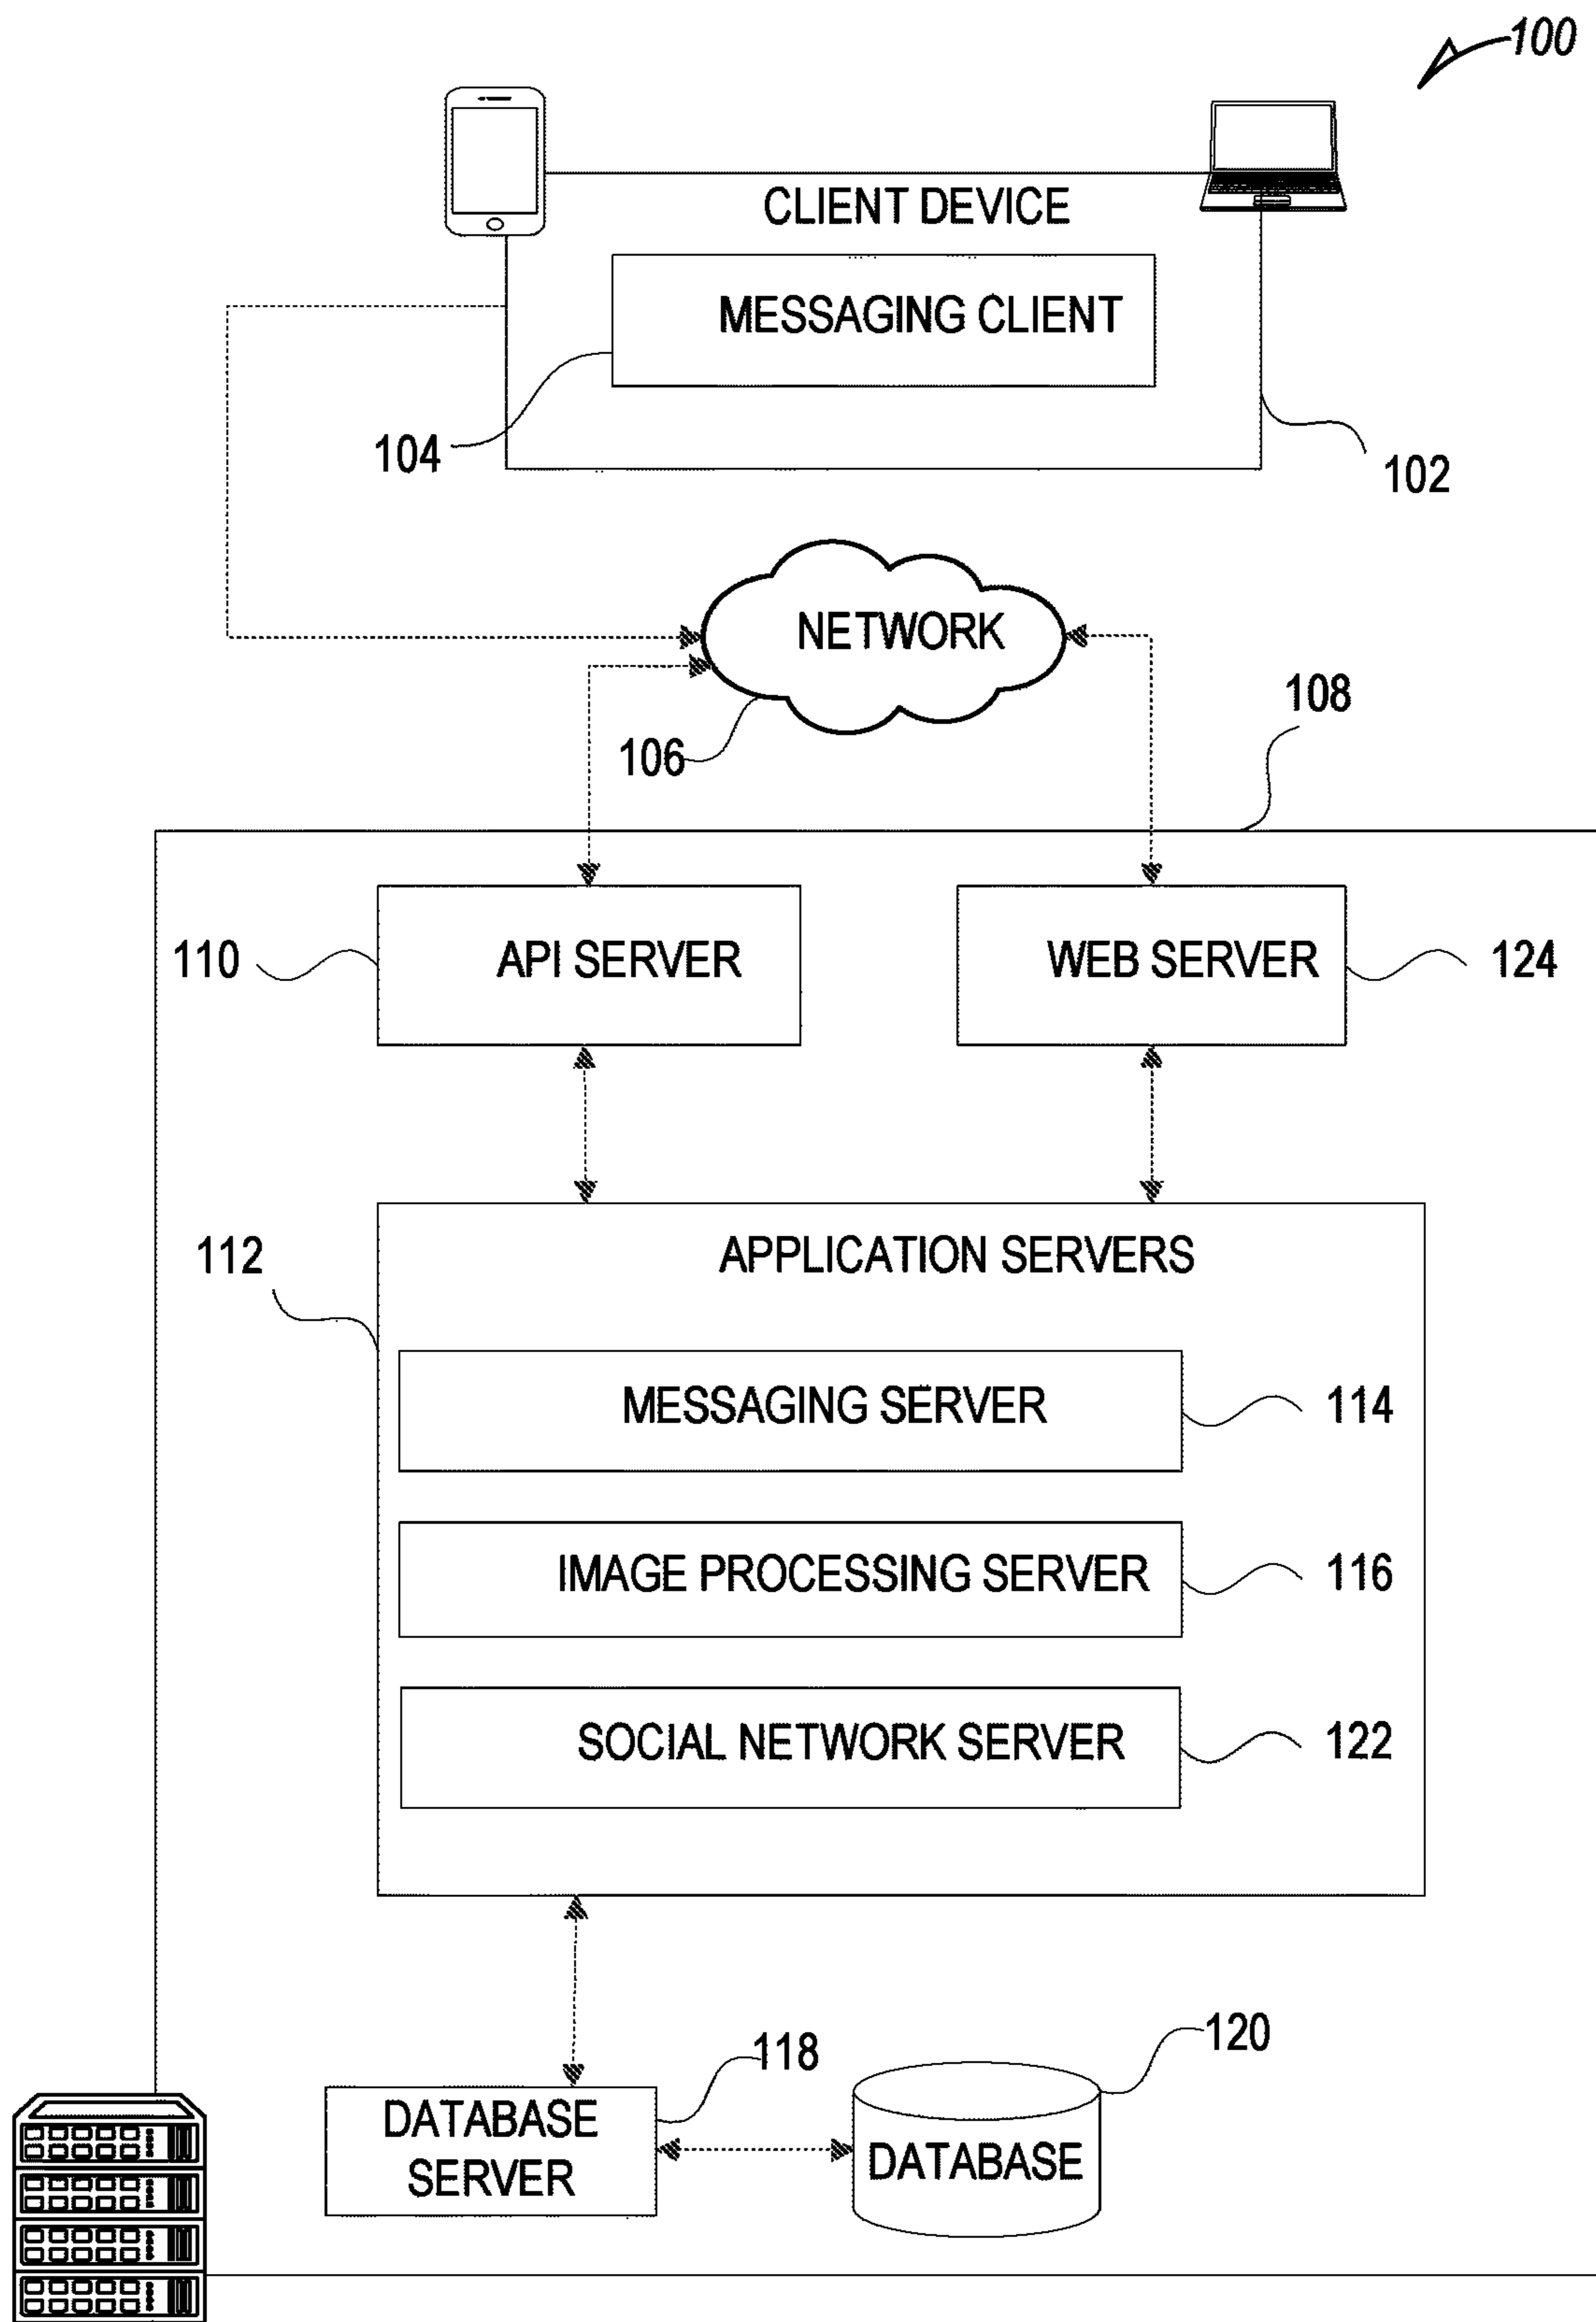 100
CLIENT DEVICE
MESSAGING CLIENT
104
102
NETWORK
106
108
110
API SERVER
WEB SERVER
124
112
APPLICATION SERVERS
MESSAGING SERVER
114
IMAGE PROCESSING SERVER
116
SOCIAL NETWORK SERVER
122
118
120
DATABASE
SERVER
DATABASE